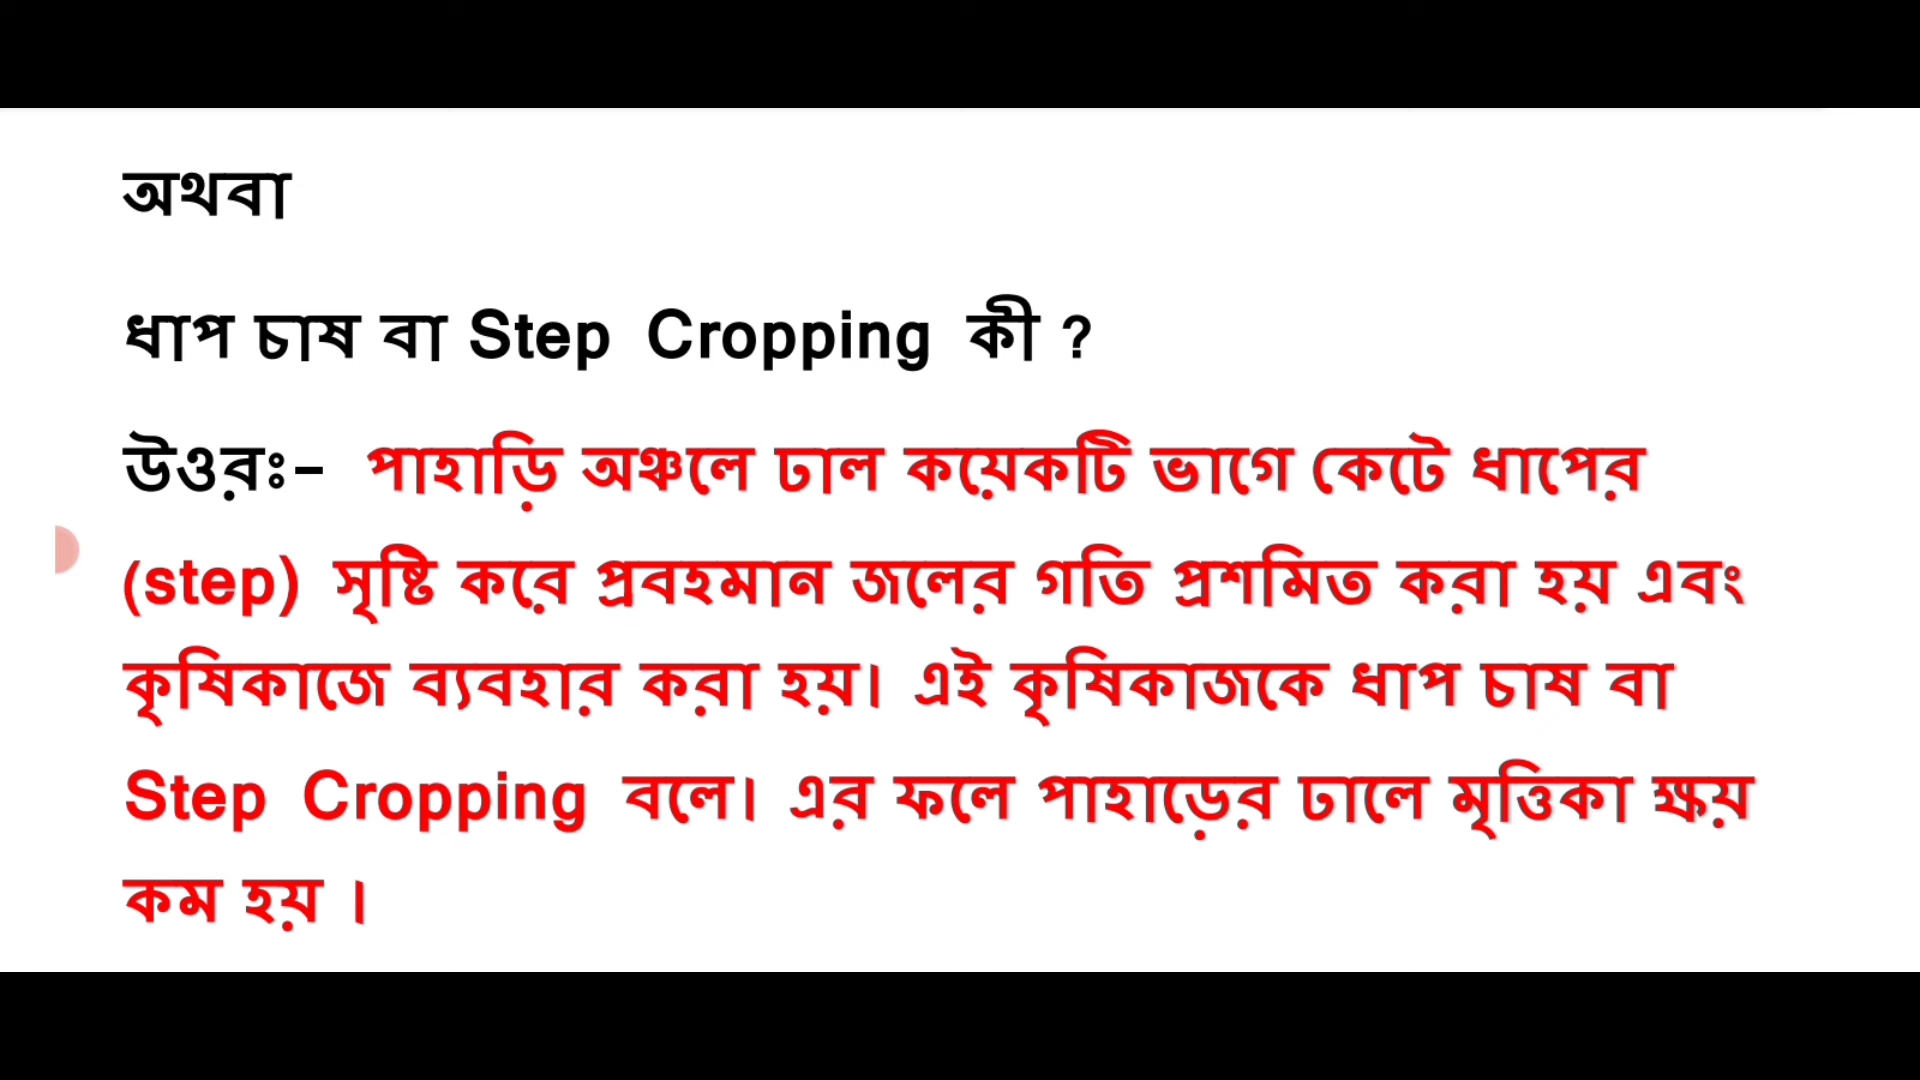 অথবা
ধাপ চাষ বা Step Cropping কী ?
উওরঃ- পাহাড়ি অঞ্চলে ঢাল কয়েকটি ভাগে কেটে ধাপের
(step) সৃষ্টি করে প্রবহমান জলের গতি প্রশমিত করা হয় এবং
কৃষিকাজে ব্যবহার করা হয়। এই কৃষিকাজকে ধাপ চাষ বা
Step Cropping বলে। এর ফলে পাহাড়ের ঢালে মৃত্তিকা ক্ষয়
কম হয় ।